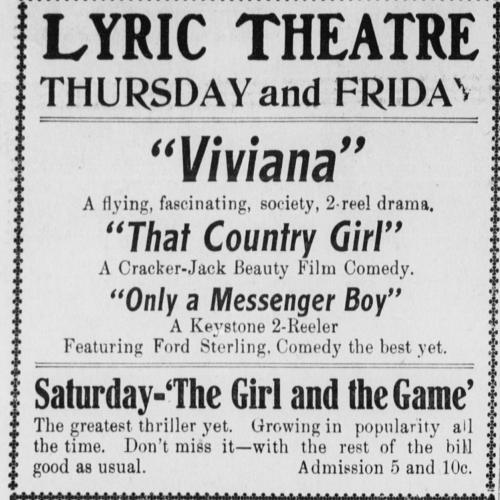 LYRIC THEATRE
THURSDAY and FRIDAY
"Viviana"
A flying, fascinating, society, 2-reel drama.
"That Country Girl"
A Cracker-Jack Beauty Film Comedy.
"Only a Messenger Boy"
A Keystone 2-Reeler
Featuring Ford Sterling. Comedy the best yet.
Saturday-'The Girl and the Game'
The greatest thriller yet. Growing in popularity all
the time. Don't miss it—with the rest of the bill
good as usual. Admission 5 and 10c.